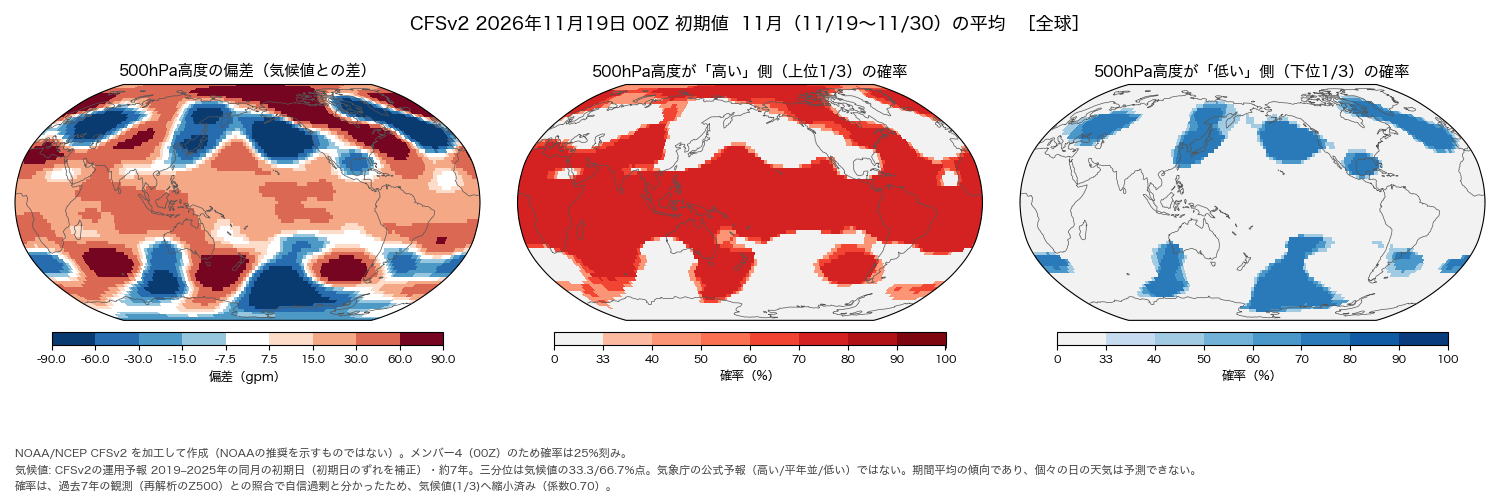 CFSv2 2026年11月19日 00Z 初期値 11月（11/19～11/30）の平均 ［全球］
500hPa高度の偏差（気候値との差）
500hPa高度が「高い」側（上位1/3）の確率
500hPa高度が「低い」側（下位1/3）の確率
-90.0 -60.0 -30.0 -15.0 -7.5 7.5 15.0 30.0 60.0 90.0
偏差（gpm）
0 33 40 50 60 70 80 90 100
確率（%）
0 33 40 50 60 70 80 90 100
確率（%）
NOAA/NCEP CFSv2 を加工して作成（NOAAの推奨を示すものではない）。メンバー4（00Z）のため確率は25%刻み。
気候値: CFSv2の運用予報 2019–2025年の同月の初期日（初期日のずれを補正）・約7年。三分位は気候値の33.3/66.7%点。気象庁の公式予報（高い/平年並/低い）ではない。期間平均の傾向であり、個々の日の天気は予測できない。
確率は、過去7年の観測（再解析のZ500）との照合で自信過剰と分かったため、気候値(1/3)へ縮小済み（係数0.70）。